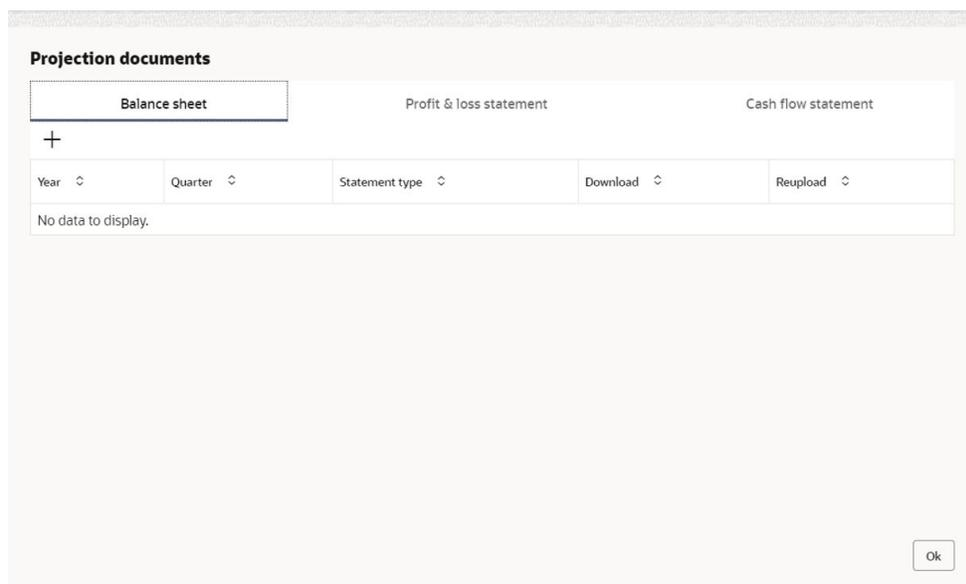 Projection documents
Balance sheet Profit & loss statement Cash flow statement
Year Quarter Statement type Download Reupload
No data to display.
Ok